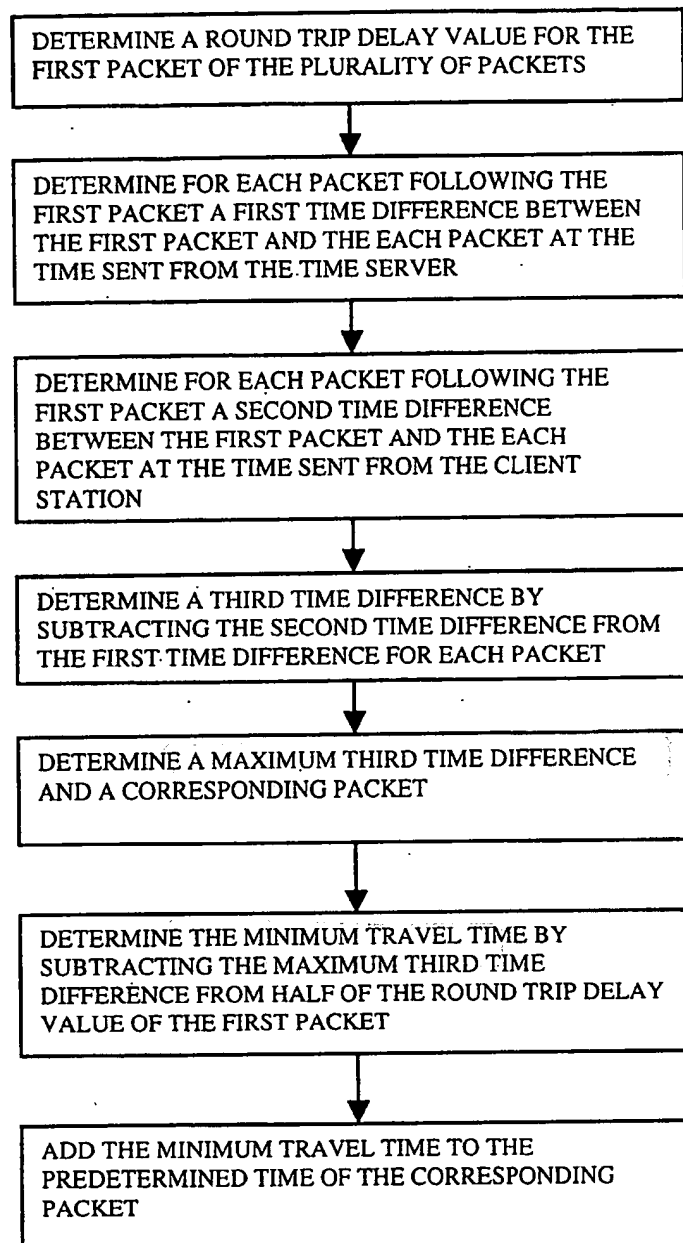 DETERMINE A ROUND TRIP DELAY VALUE FOR THE
FIRST PACKET OF THE PLURALITY OF PACKETS
DETERMINE FOR EACH PACKET FOLLOWING THE
FIRST PACKET A FIRST TIME DIFFERENCE BETWEEN
THE FIRST PACKET AND THE EACH PACKET AT THE
TIME SENT FROM THE TIME SERVER
DETERMINE FOR EACH PACKET FOLLOWING THE
FIRST PACKET A SECOND TIME DIFFERENCE
BETWEEN THE FIRST PACKET AND THE EACH
PACKET AT THE TIME SENT FROM THE CLIENT
STATION
DETERMINE A THIRD TIME DIFFERENCE BY
SUBTRACTING THE SECOND TIME DIFFERENCE FROM
THE FIRST TIME DIFFERENCE FOR EACH PACKET
DETERMINE A MAXIMUM THIRD TIME DIFFERENCE
AND A CORRESPONDING PACKET
DETERMINE THE MINIMUM TRAVEL TIME BY
SUBTRACTING THE MAXIMUM THIRD TIME
DIFFERENCE FROM HALF OF THE ROUND TRIP DELAY
VALUE OF THE FIRST PACKET
ADD THE MINIMUM TRAVEL TIME TO THE
PREDETERMINED TIME OF THE CORRESPONDING
PACKET